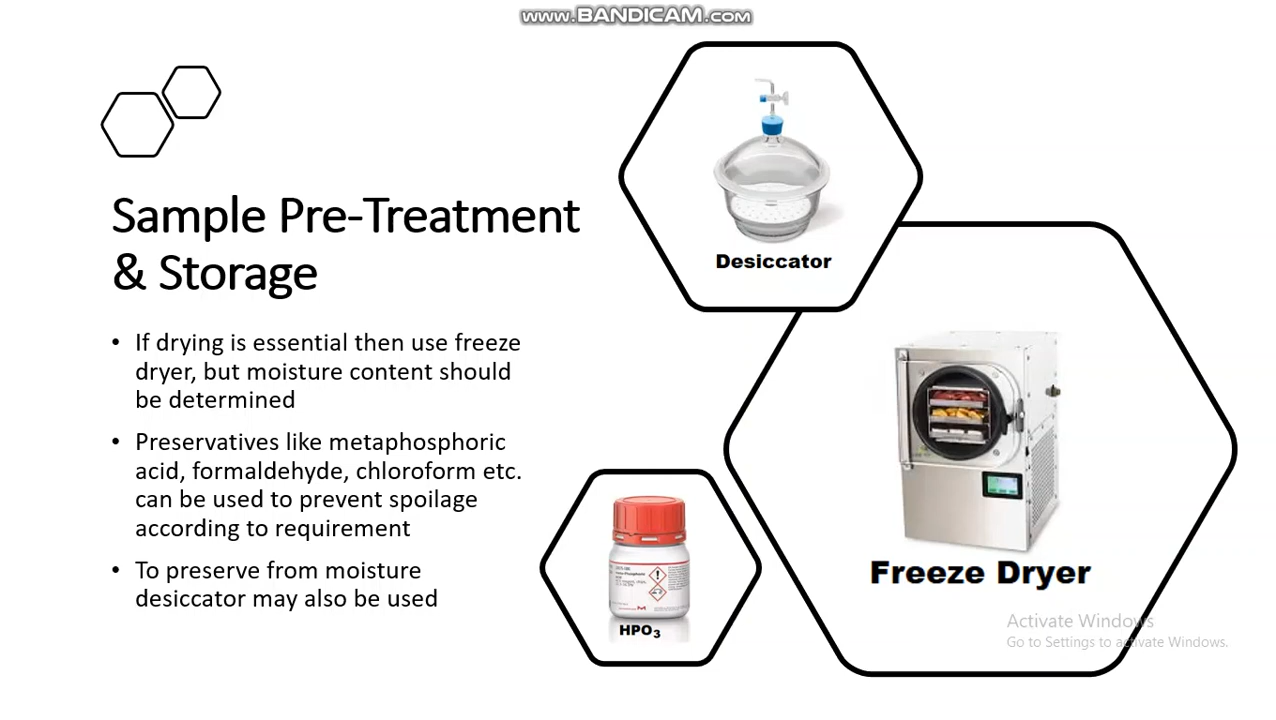 www.BANDICAM.com
Sample Pre-Treatment
& Storage
• If drying is essential then use freeze
dryer, but moisture content should
be determined
• Preservatives like metaphosphoric
acid, formaldehyde, chloroform etc.
can be used to prevent spoilage
according to requirement
• To preserve from moisture
desiccator may also be used
Desiccator
Freeze Dryer
HPO₃
Activate Windows
Go to Settings to activate Windows.